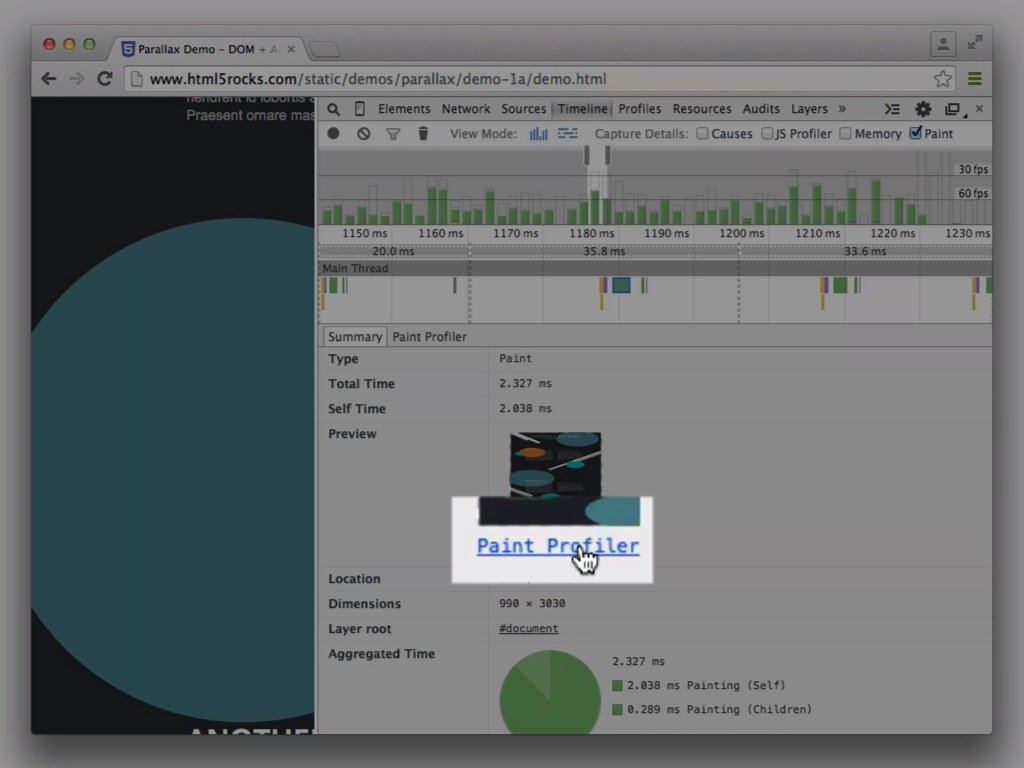 Parallax Demo – DOM + A
www.html5rocks.com/static/demos/parallax/demo-1a/demo.html
hendrerit id lobortis a
Praesent ornare mas
Elements Network Sources Timeline Profiles Resources Audits Layers »
View Mode: Capture Details: Causes JS Profiler Memory Paint
30 fps
60 fps
1150 ms 1160 ms 1170 ms 1180 ms 1190 ms 1200 ms 1210 ms 1220 ms 1230 ms
20.0 ms 35.8 ms 33.6 ms
Main Thread
Summary Paint Profiler
Type Paint
Total Time 2.327 ms
Self Time 2.038 ms
Preview
Paint Profiler
Location
Dimensions 990 × 3030
Layer root #document
Aggregated Time
2.327 ms
2.038 ms Painting (Self)
0.289 ms Painting (Children)